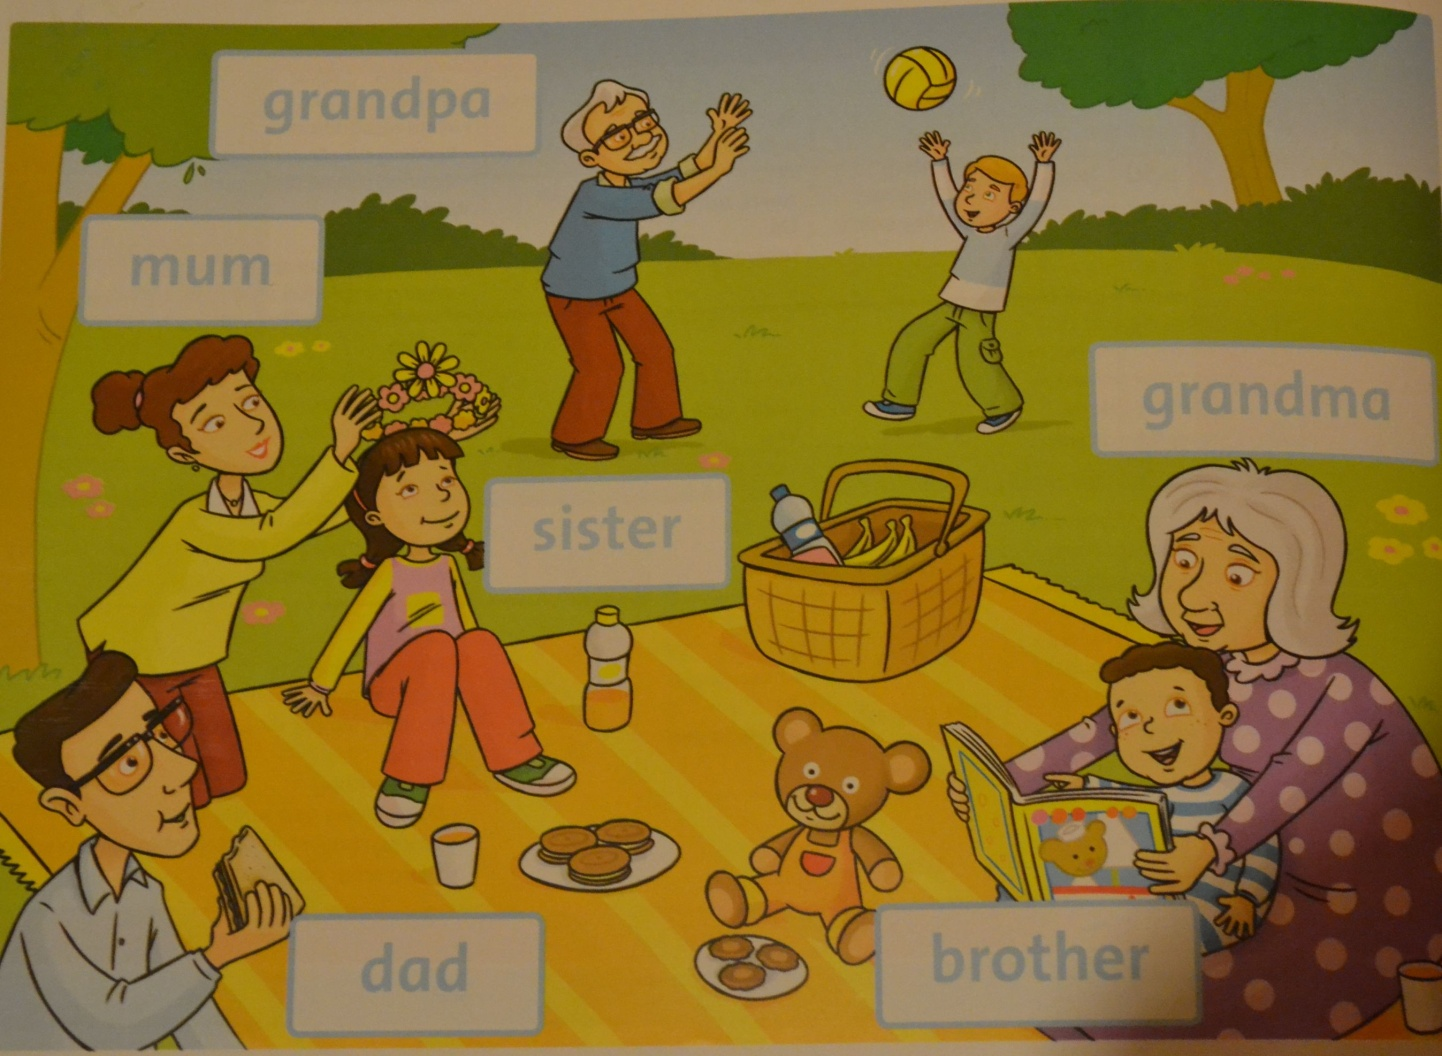 grandpa
mum
grandma
sister
dad
brother